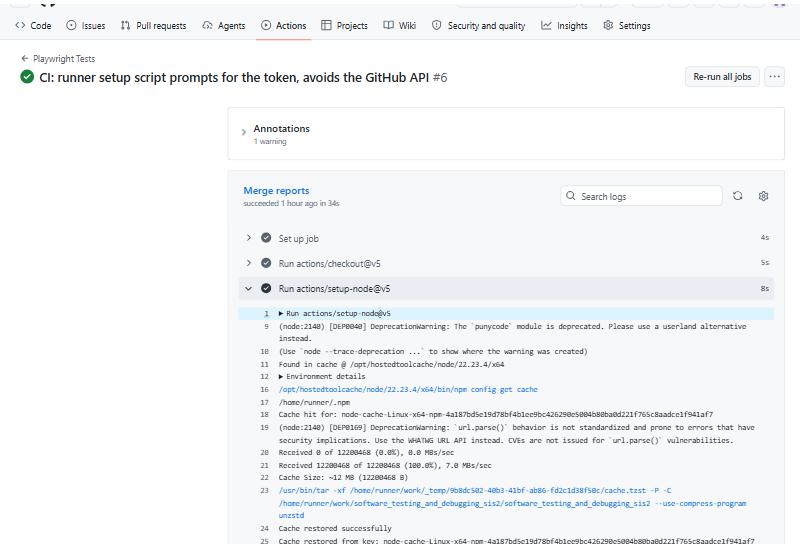 Code Issues Pull requests Agents Actions Projects Wiki Security and quality Insights Settings
Playwright Tests
CI: runner setup script prompts for the token, avoids the GitHub API #6
Re-run all jobs
Annotations
1 warning
Merge reports
succeeded 1 hour ago in 34s
Search logs
Set up job 4s
Run actions/checkout@v5 5s
Run actions/setup-node@v5 8s
1 Run actions/setup-node@v5
9 (node:2140) [DEP0040] DeprecationWarning: The `punycode` module is deprecated. Please use a userland alternative
instead.
10 (Use `node --trace-deprecation ...` to show where the warning was created)
11 Found in cache @ /opt/hostedtoolcache/node/22.23.4/x64
12 Environment details
16 /opt/hostedtoolcache/node/22.23.4/x64/bin/npm config get cache
17 /home/runner/.npm
18 Cache hit for: node-cache-Linux-x64-npm-4a187bd5e19d78bf4b1ee9bc426290e5004b80ba0d221f765c8aadce1f941af7
19 (node:2140) [DEP0169] DeprecationWarning: `url.parse()` behavior is not standardized and prone to errors that have
security implications. Use the WHATWG URL API instead. CVEs are not issued for `url.parse()` vulnerabilities.
20 Received 0 of 12200468 (0.0%), 0.0 MBs/sec
21 Received 12200468 of 12200468 (100.0%), 7.0 MBs/sec
22 Cache Size: ~12 MB (12200468 B)
23 /usr/bin/tar -xf /home/runner/work/_temp/9b8dc502-40b3-41bf-ab86-fd2c1d38f50c/cache.tzst -P -C
/home/runner/work/software_testing_and_debugging_sis2/software_testing_and_debugging_sis2 --use-compress-program
unzstd
24 Cache restored successfully
25 Cache restored from key: node-cache-Linux-x64-npm-4a187bd5e19d78bf4b1ee9bc426290e5004b80ba0d221f765c8aadce1f941af7